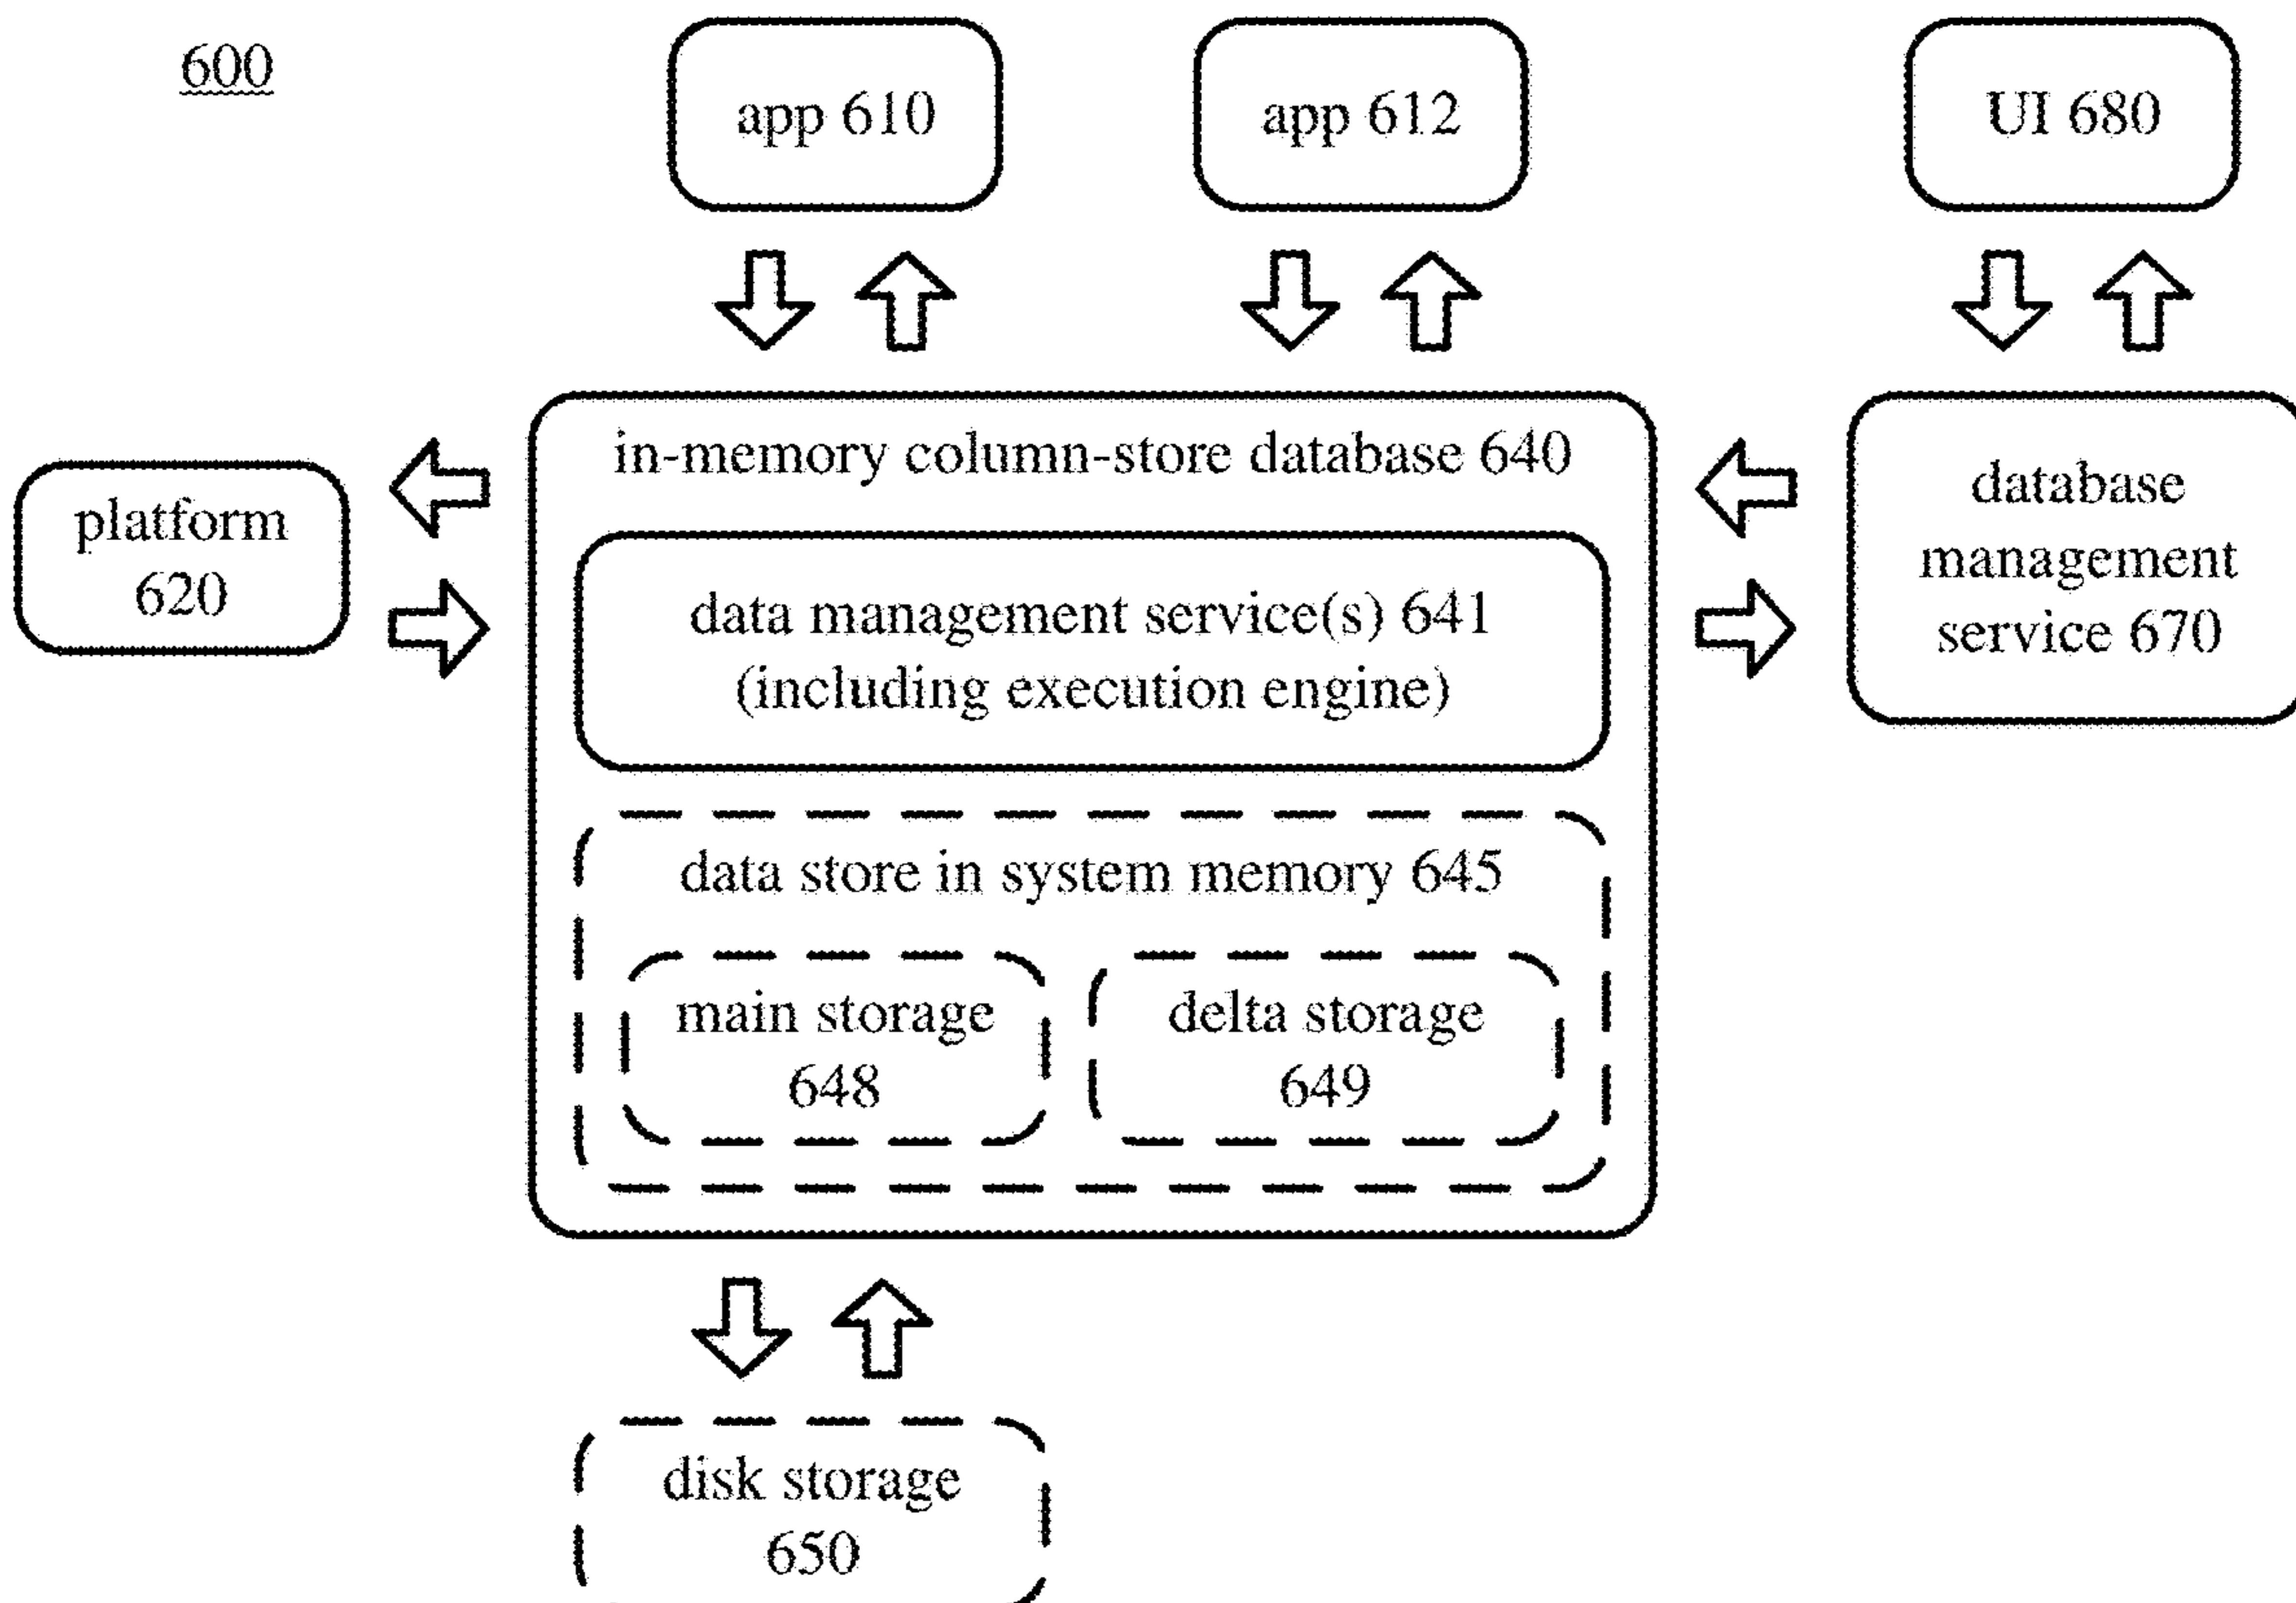 600
app 610
app 612
UI 680
in-memory column-store database 640
platform
620
database
management
service 670
data management service(s) 641
(including execution engine)
data store in system memory 645
main storage
648
delta storage
649
disk storage
650